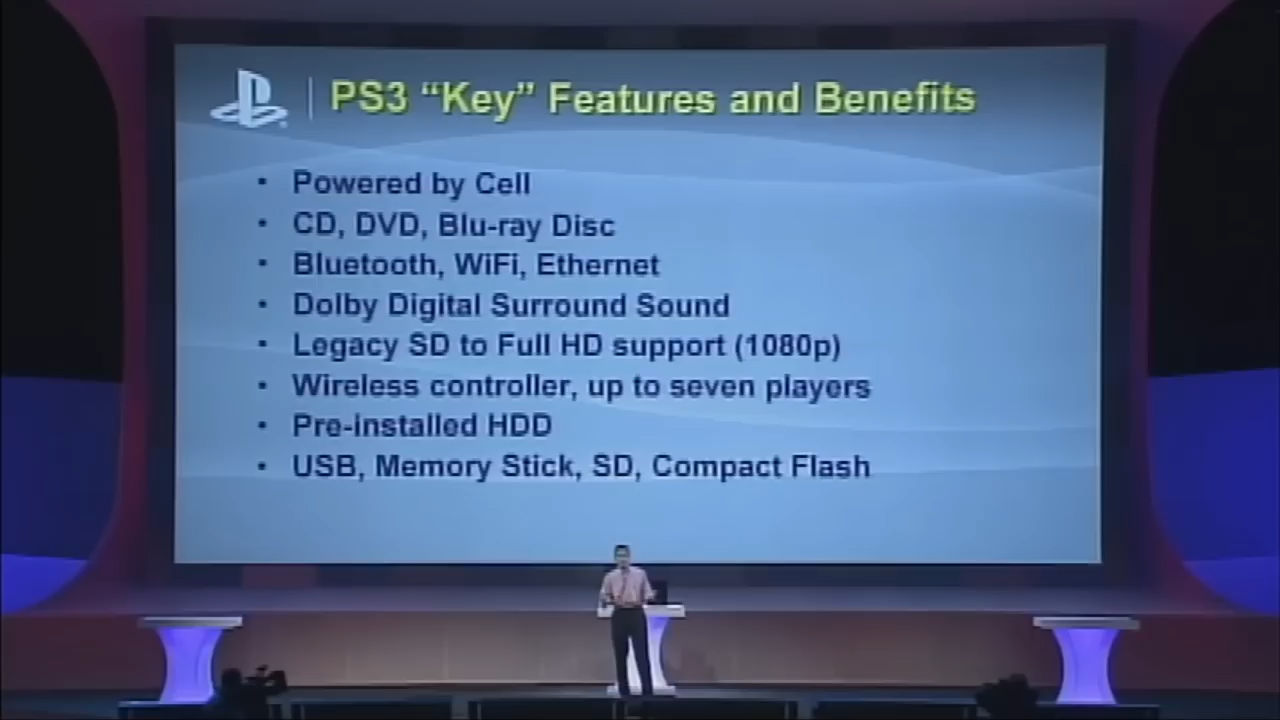 PS3 “Key” Features and Benefits
• Powered by Cell
• CD, DVD, Blu-ray Disc
• Bluetooth, WiFi, Ethernet
• Dolby Digital Surround Sound
• Legacy SD to Full HD support (1080p)
• Wireless controller, up to seven players
• Pre-installed HDD
• USB, Memory Stick, SD, Compact Flash